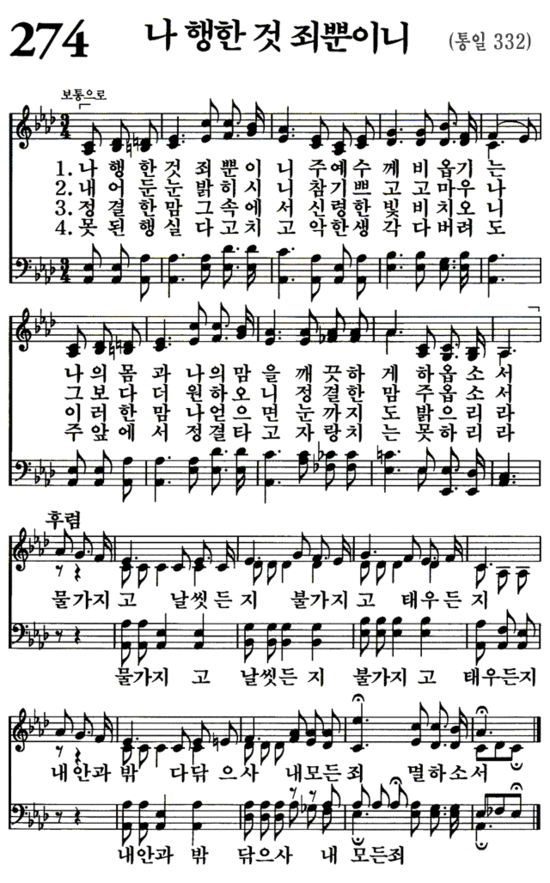 274 나 행한 것 죄뿐이니 (통일 332)
보통으로
1. 나 행 한것 죄 뿐이 니 주예수 께 비 옵기 는
2. 내 어 둔눈 밝 히시 니 참기쁘 고 고 마우 나
3. 정 결 한맘 그 속에 서 신령한 빛 비 치오 니
4. 못 된 행실 다 고치 고 악한생 각 다 버려 도
나 의 몸 과 나의맘 을 깨 끗하 게 하 옵소 서
그 보 다 더 원하오 니 정 결한 맘 주 옵소 서
이 러 한 맘 나얻으 면 눈 까지 도 밝 으리 라
주 앞 에 서 정결타 고 자 랑치 는 못 하리 라
후렴
물가지 고 날씻든 지 불가지 고 태우든 지
물가지 고 날씻든 지 불가지 고 태우든지
내안과 밖 다닦 으사 내모든 죄 멸하소서
내안과 밖 닦으사 내 모든죄